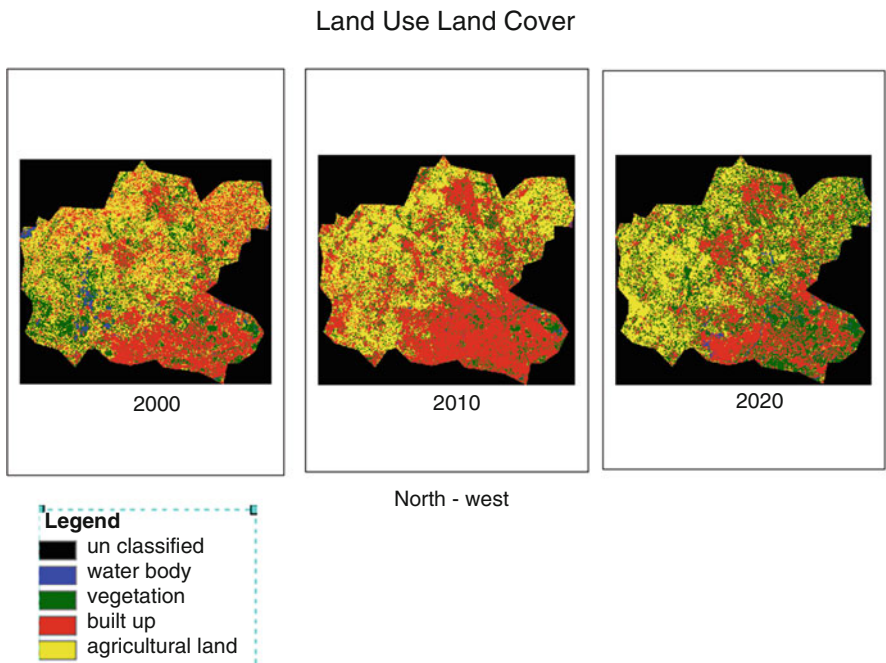 Land Use Land Cover
2000
2010
2020
North - west
Legend
un classified
water body
vegetation
built up
agricultural land